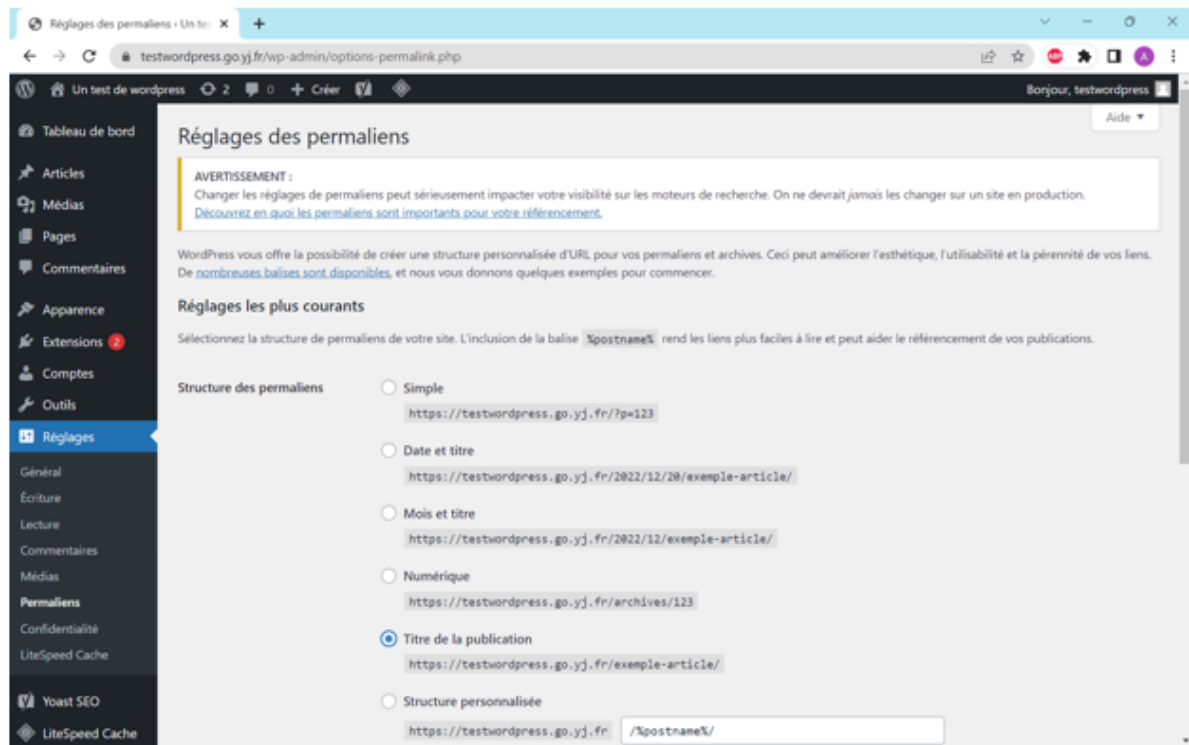 Réglages des permaliens ‹ Un tes
testwordpress.go.yj.fr/wp-admin/options-permalink.php
ABP
A
Un test de wordpress 2 0 + Créer
Bonjour, testwordpress
Aide ▼
Tableau de bord
Articles
Médias
Pages
Commentaires
Apparence
Extensions 2
Comptes
Outils
Réglages
Général
Écriture
Lecture
Commentaires
Médias
Permaliens
Confidentialité
LiteSpeed Cache
Yoast SEO
LiteSpeed Cache
Réglages des permaliens
AVERTISSEMENT :
Changer les réglages de permaliens peut sérieusement impacter votre visibilité sur les moteurs de recherche. On ne devrait jamais les changer sur un site en production.
Découvrez en quoi les permaliens sont importants pour votre référencement.
WordPress vous offre la possibilité de créer une structure personnalisée d'URL pour vos permaliens et archives. Ceci peut améliorer l'esthétique, l'utilisabilité et la pérennité de vos liens.
De nombreuses balises sont disponibles, et nous vous donnons quelques exemples pour commencer.
Réglages les plus courants
Sélectionnez la structure de permaliens de votre site. L'inclusion de la balise %postname% rend les liens plus faciles à lire et peut aider le référencement de vos publications.
Structure des permaliens
Simple
https://testwordpress.go.yj.fr/?p=123
Date et titre
https://testwordpress.go.yj.fr/2022/12/20/exemple-article/
Mois et titre
https://testwordpress.go.yj.fr/2022/12/exemple-article/
Numérique
https://testwordpress.go.yj.fr/archives/123
Titre de la publication
https://testwordpress.go.yj.fr/exemple-article/
Structure personnalisée
https://testwordpress.go.yj.fr /%postname%/